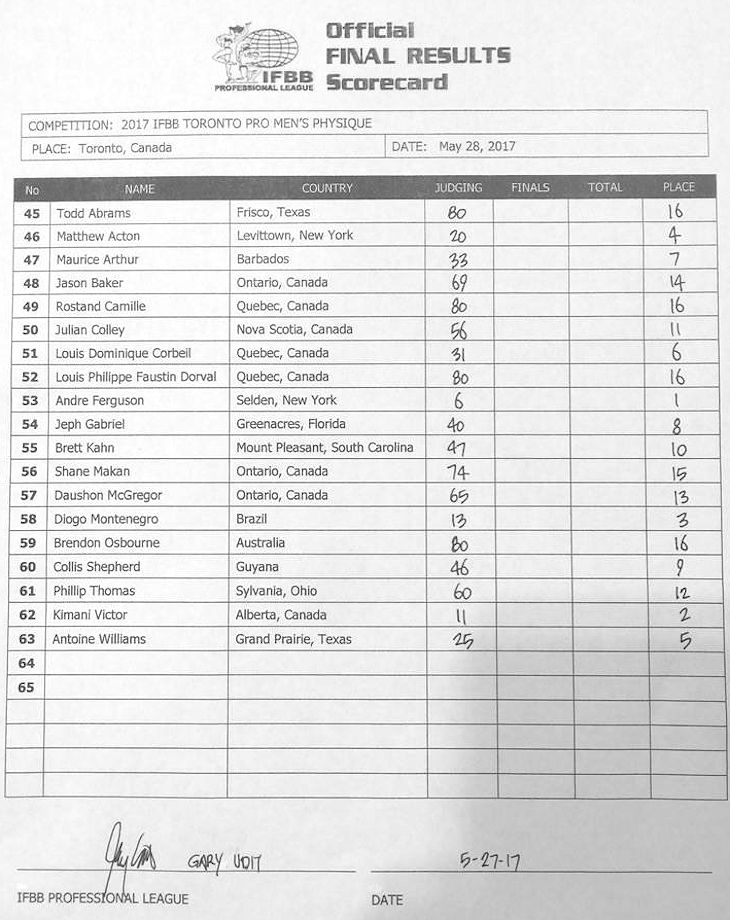 Official
FINAL RESULTS
Scorecard
IFBB
PROFESSIONAL LEAGUE
COMPETITION: 2017 IFBB TORONTO PRO MEN'S PHYSIQUE
PLACE: Toronto, Canada DATE: May 28, 2017
No NAME COUNTRY JUDGING FINALS TOTAL PLACE
45 Todd Abrams Frisco, Texas 80 16
46 Matthew Acton Levittown, New York 20 4
47 Maurice Arthur Barbados 33 7
48 Jason Baker Ontario, Canada 69 14
49 Rostand Camille Quebec, Canada 80 16
50 Julian Colley Nova Scotia, Canada 56 11
51 Louis Dominique Corbeil Quebec, Canada 31 6
52 Louis Philippe Faustin Dorval Quebec, Canada 80 16
53 Andre Ferguson Selden, New York 6 1
54 Jeph Gabriel Greenacres, Florida 40 8
55 Brett Kahn Mount Pleasant, South Carolina 47 10
56 Shane Makan Ontario, Canada 74 15
57 Daushon McGregor Ontario, Canada 65 13
58 Diogo Montenegro Brazil 13 3
59 Brendon Osbourne Australia 80 16
60 Collis Shepherd Guyana 46 9
61 Phillip Thomas Sylvania, Ohio 60 12
62 Kimani Victor Alberta, Canada 11 2
63 Antoine Williams Grand Prairie, Texas 25 5
64
65
GARY UDIT 5-27-17
IFBB PROFESSIONAL LEAGUE DATE